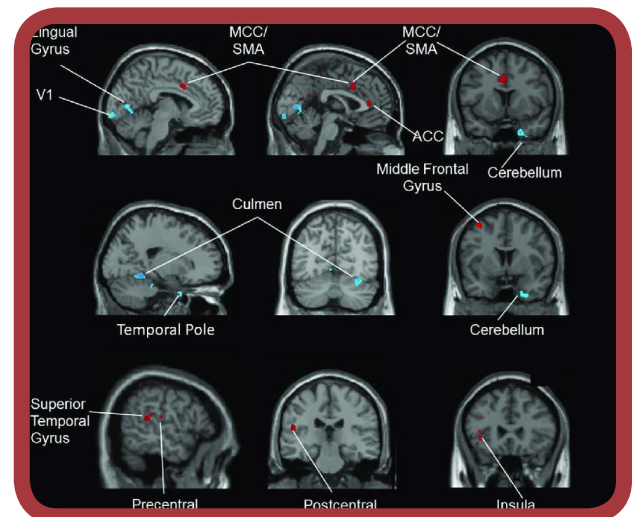 Lingual
Gyrus
MCC/
SMA
MCC/
SMA
V1
ACC
Cerebellum
Middle Frontal
Gyrus
Culmen
Temporal Pole
Cerebellum
Superior
Temporal
Gyrus
Precentral
Postcentral
Insula